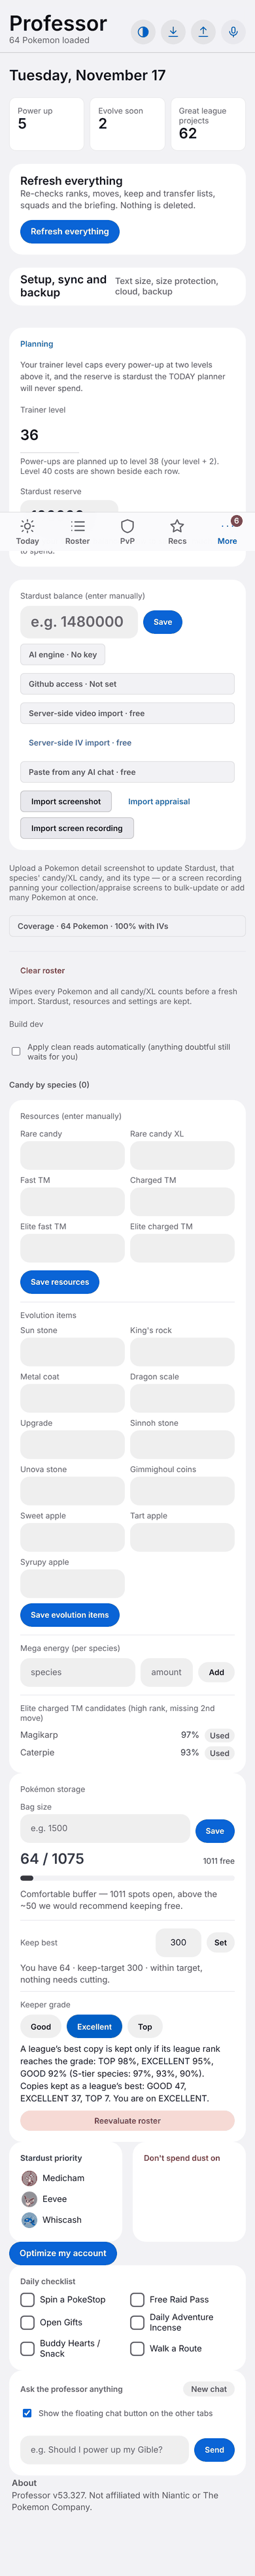 Professor
64 Pokemon loaded
Tuesday, November 17
Power up
5
Evolve soon
2
Great league
projects
62
Refresh everything
Re-checks ranks, moves, keep and transfer lists,
squads and the briefing. Nothing is deleted.
Refresh everything
Setup, sync and
backup
Text size, size protection,
cloud, backup
Planning
Your trainer level caps every power-up at two levels
above it, and the reserve is stardust the TODAY planner
will never spend.
Trainer level
36
Power-ups are planned up to level 38 (your level + 2).
Level 40 costs are shown beside each row.
Stardust reserve
6
Today
Roster
PvP
Recs
More
to spend.
Stardust balance (enter manually)
e.g. 1480000
Save
AI engine · No key
Github access · Not set
Server-side video import · free
Server-side IV import · free
Paste from any AI chat · free
Import screenshot
Import appraisal
Import screen recording
Upload a Pokemon detail screenshot to update Stardust, that
species' candy/XL candy, and its type — or a screen recording
panning your collection/appraise screens to bulk-update or add
many Pokemon at once.
Coverage · 64 Pokemon · 100% with IVs
Clear roster
Wipes every Pokemon and all candy/XL counts before a fresh
import. Stardust, resources and settings are kept.
Build dev
Apply clean reads automatically (anything doubtful still
waits for you)
Candy by species (0)
Resources (enter manually)
Rare candy
Rare candy XL
Fast TM
Charged TM
Elite fast TM
Elite charged TM
Save resources
Evolution items
Sun stone
King's rock
Metal coat
Dragon scale
Upgrade
Sinnoh stone
Unova stone
Gimmighoul coins
Sweet apple
Tart apple
Syrupy apple
Save evolution items
Mega energy (per species)
species
amount
Add
Elite charged TM candidates (high rank, missing 2nd
move)
Magikarp
97%
Used
Caterpie
93%
Used
Pokémon storage
Bag size
e.g. 1500
Save
64 / 1075
1011 free
Comfortable buffer — 1011 spots open, above the
~50 we would recommend keeping free.
Keep best
300
Set
You have 64 · keep-target 300 · within target,
nothing needs cutting.
Keeper grade
Good
Excellent
Top
A league's best copy is kept only if its league rank
reaches the grade: TOP 98%, EXCELLENT 95%,
GOOD 92% (S-tier species: 97%, 93%, 90%).
Copies kept as a league's best: GOOD 47,
EXCELLENT 37, TOP 7. You are on EXCELLENT.
Reevaluate roster
Stardust priority
Medicham
Eevee
Whiscash
Don't spend dust on
Optimize my account
Daily checklist
Spin a PokeStop
Free Raid Pass
Open Gifts
Daily Adventure
Incense
Buddy Hearts /
Snack
Walk a Route
Ask the professor anything
New chat
Show the floating chat button on the other tabs
e.g. Should I power up my Gible?
Send
About
Professor v53.327. Not affiliated with Niantic or The
Pokemon Company.